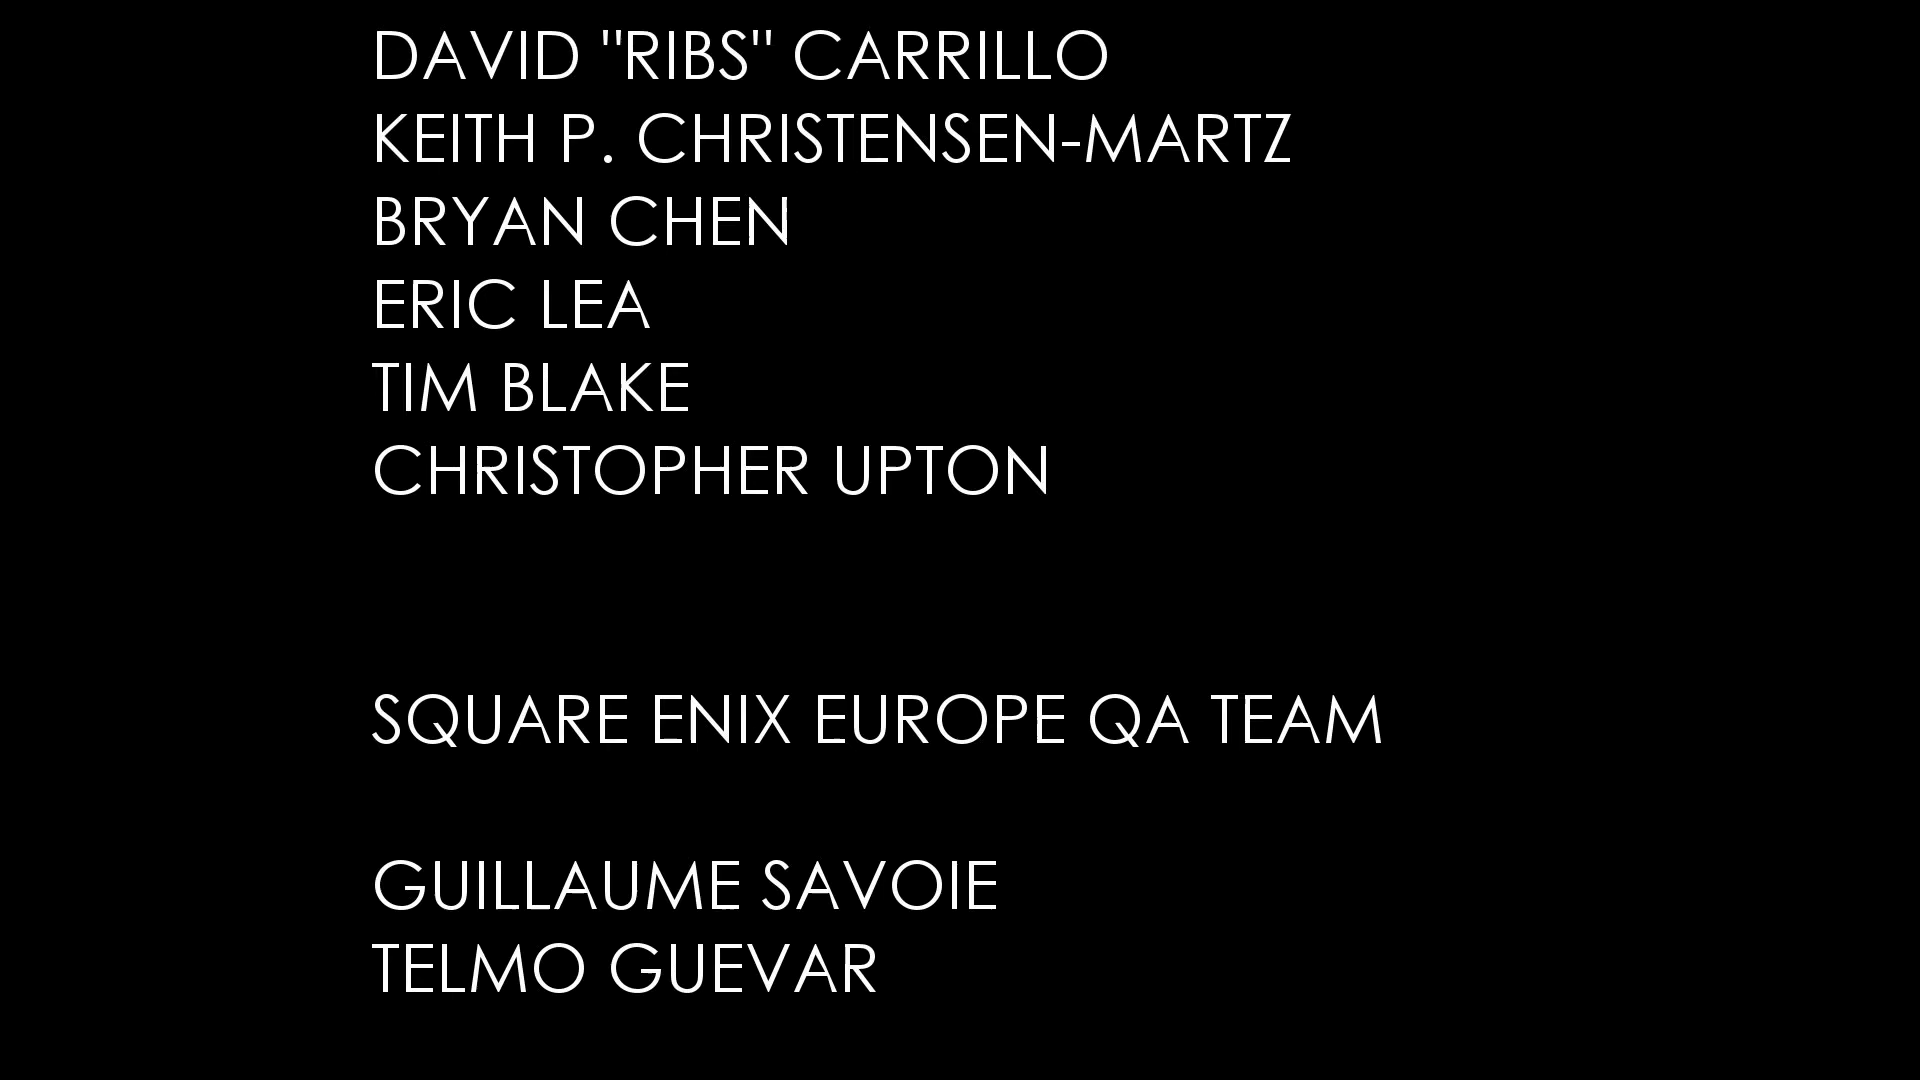 DAVID "RIBS" CARRILLO
KEITH P. CHRISTENSEN-MARTZ
BRYAN CHEN
ERIC LEA
TIM BLAKE
CHRISTOPHER UPTON
SQUARE ENIX EUROPE QA TEAM
GUILLAUME SAVOIE
TELMO GUEVAR